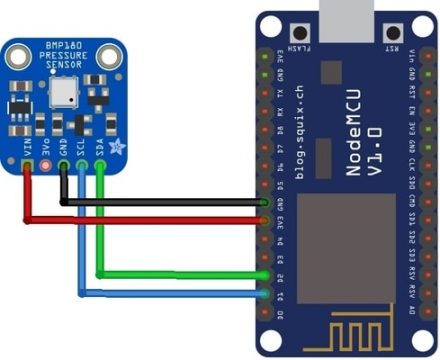 BMP180
PRESSURE
SENSOR
VIN
3Vo
GND
SCL
SDA
FLASH
RST
blog.squix.ch
NodeMCU
V1.0
3V3
GND
TX
RX
D8
D7
D6
D5
GND
3V3
D4
D3
D2
D1
D0
Vin
GND
RST
EN
3V3
GND
CLK
SD0
CMD
SD1
SD2
SD3
RSV
RSV
A0